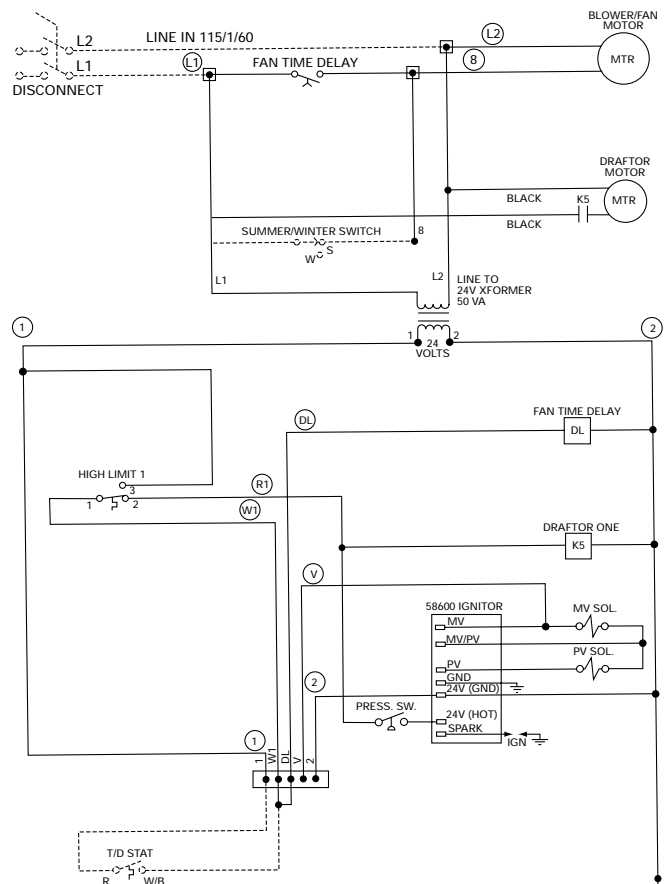 BLOWER/FAN
MOTOR
L2
LINE IN 115/1/60
L2
L1
L1
FAN TIME DELAY
8
MTR
DISCONNECT
DRAFTOR
MOTOR
BLACK
K5
MTR
BLACK
SUMMER/WINTER SWITCH
8
S
W
L1
L2
LINE TO
24V XFORMER
50 VA
1
1
2
2
24
VOLTS
FAN TIME DELAY
DL
DL
HIGH LIMIT 1
3
1
2
R1
W1
DRAFTOR ONE
K5
V
58600 IGNITOR
MV SOL.
MV
MV/PV
PV SOL.
PV
GND
24V (GND)
2
PRESS. SW.
24V (HOT)
SPARK
IGN
1
1
W1
DL
V
2
T/D STAT
R
W/B